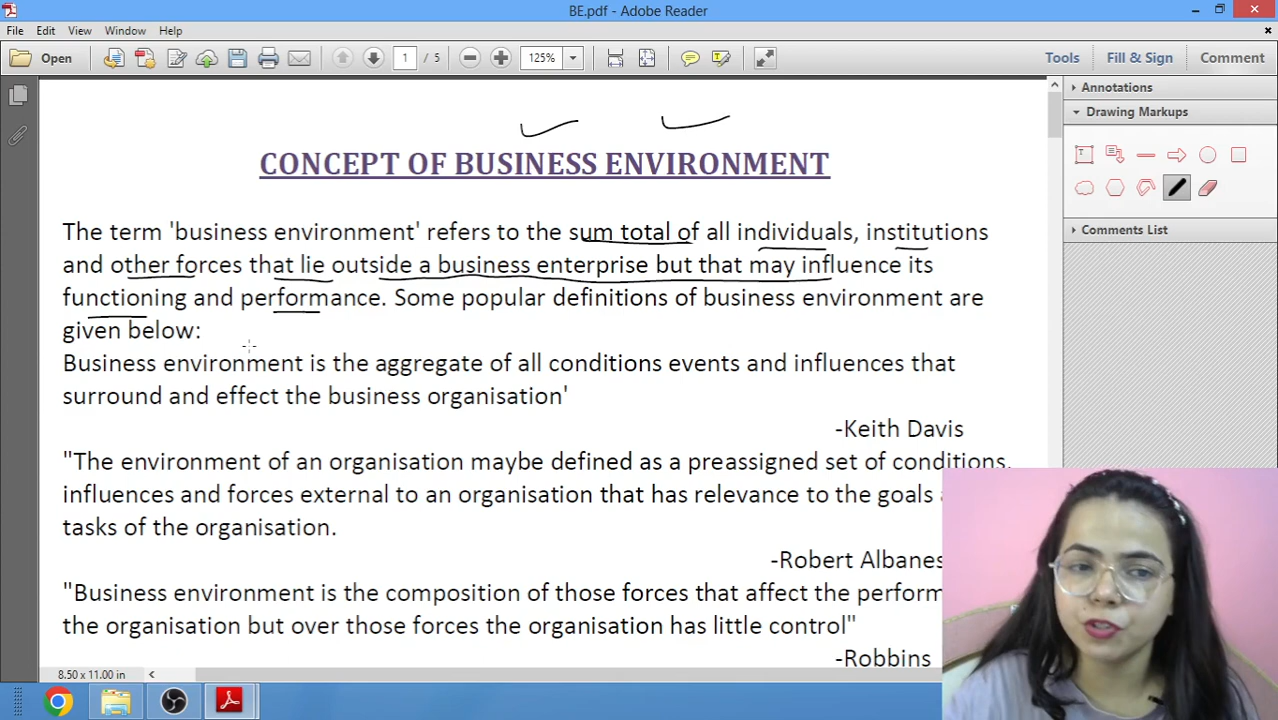 BE.pdf - Adobe Reader
File Edit View Window Help
Open 1 / 5 125% Tools Fill & Sign Comment
Annotations
Drawing Markups
Comments List
CONCEPT OF BUSINESS ENVIRONMENT
The term 'business environment' refers to the sum total of all individuals, institutions
and other forces that lie outside a business enterprise but that may influence its
functioning and performance. Some popular definitions of business environment are
given below:
Business environment is the aggregate of all conditions events and influences that
surround and effect the business organisation'
-Keith Davis
"The environment of an organisation maybe defined as a preassigned set of conditions,
influences and forces external to an organisation that has relevance to the goals
tasks of the organisation.
-Robert Albanes
"Business environment is the composition of those forces that affect the perform
the organisation but over those forces the organisation has little control"
-Robbins
8.50 x 11.00 in